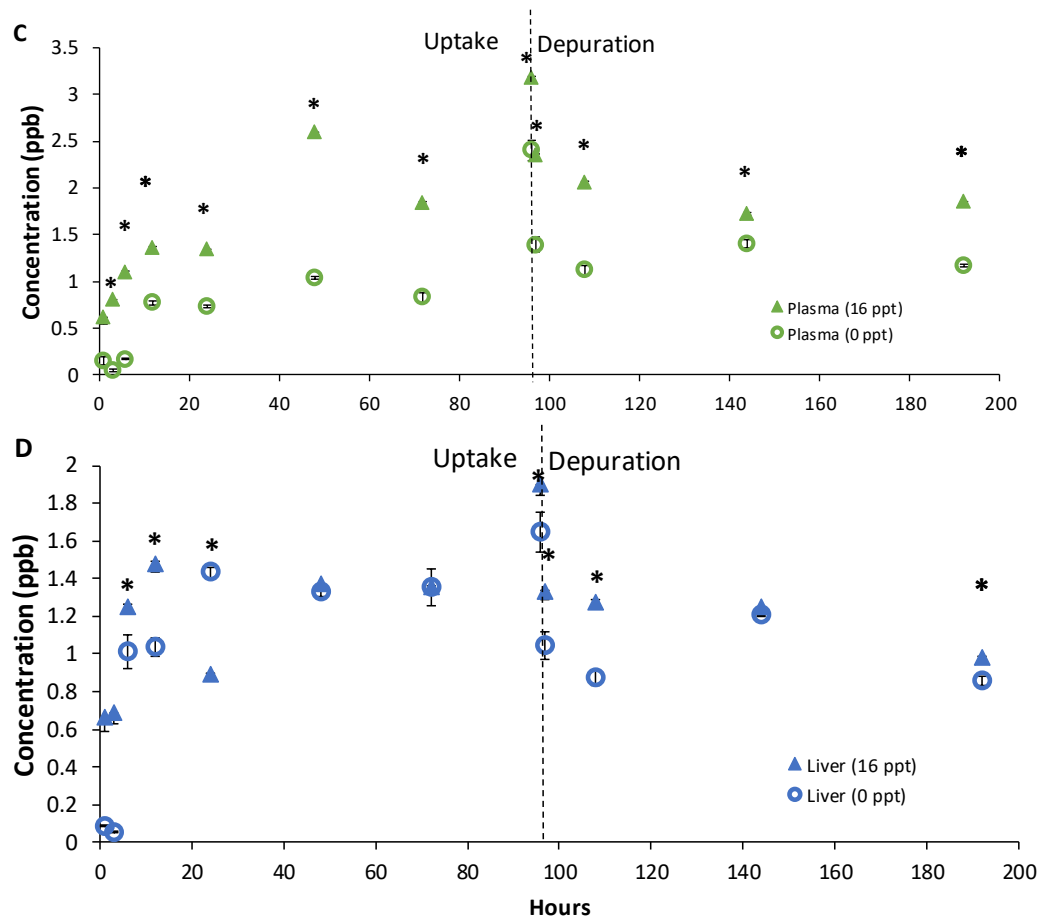 C
Uptake Depuration
Concentration (ppb)
3.5
3
2.5
2
1.5
1
0.5
0
* * * * * * * * * * * *
Plasma (16 ppt)
Plasma (0 ppt)
0 20 40 60 80 100 120 140 160 180 200
D
Uptake Depuration
Concentration (ppb)
2
1.8
1.6
1.4
1.2
1
0.8
0.6
0.4
0.2
0
* * * * * * *
Liver (16 ppt)
Liver (0 ppt)
0 20 40 60 80 100 120 140 160 180 200
Hours